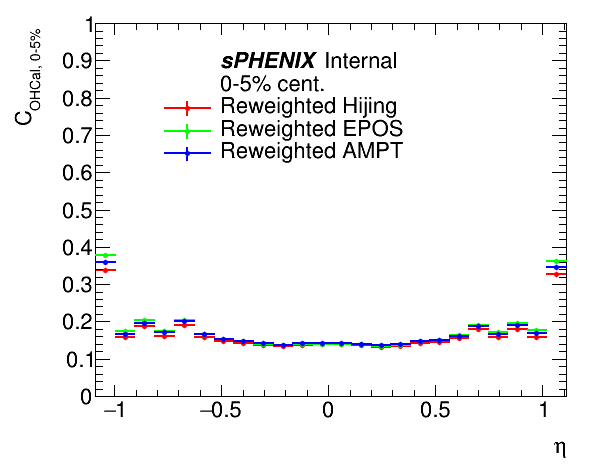 C_OHCal, 0-5%
1
0.9
0.8
0.7
0.6
0.5
0.4
0.3
0.2
0.1
0
sPHENIX Internal
0-5% cent.
Reweighted Hijing
Reweighted EPOS
Reweighted AMPT
−1 −0.5 0 0.5 1
η